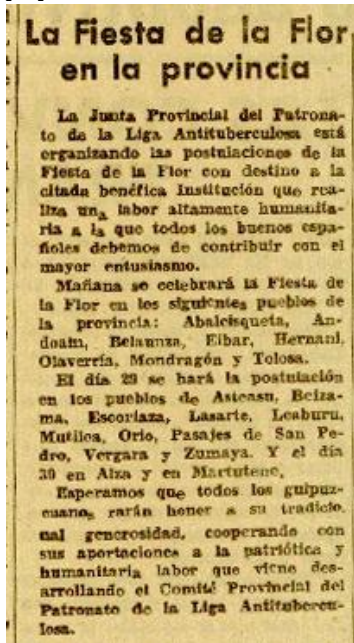 La Fiesta de la Flor
en la provincia
La Junta Provincial del Patrona-
to de la Liga Antituberculosa está
organizando las postulaciones de la
Fiesta de la Flor con destino a la
citada benéfica Institución que rea-
liza una labor altamente humanita-
ria a la que todos los buenos espa-
ñoles debemos de contribuir con el
mayor entusiasmo.
Mañana se celebrará la Fiesta de
la Flor en los siguientes pueblos de
la provincia: Abalcisqueta, An-
doain, Belaunza, Eibar, Hernani,
Olaverría, Mondragón y Tolosa.
El día 29 se hará la postulación
en los pueblos de Asteasu, Beiza-
ma, Escoriaza, Lasarte, Leaburu,
Mutiloa, Orio, Pasajes de San Pe-
dro, Vergara y Zumaya. Y el día
30 en Alza y en Martutene.
Esperamos que todos los guipuz-
cuano, rarán honer a su tradicio
nal generosidad, cooperando con
sus aportaciones a la patriótica y
humanitaria labor que viene des-
arrollando el Comité Provincial del
Patronato de la Liga Antitubercu-
losa.